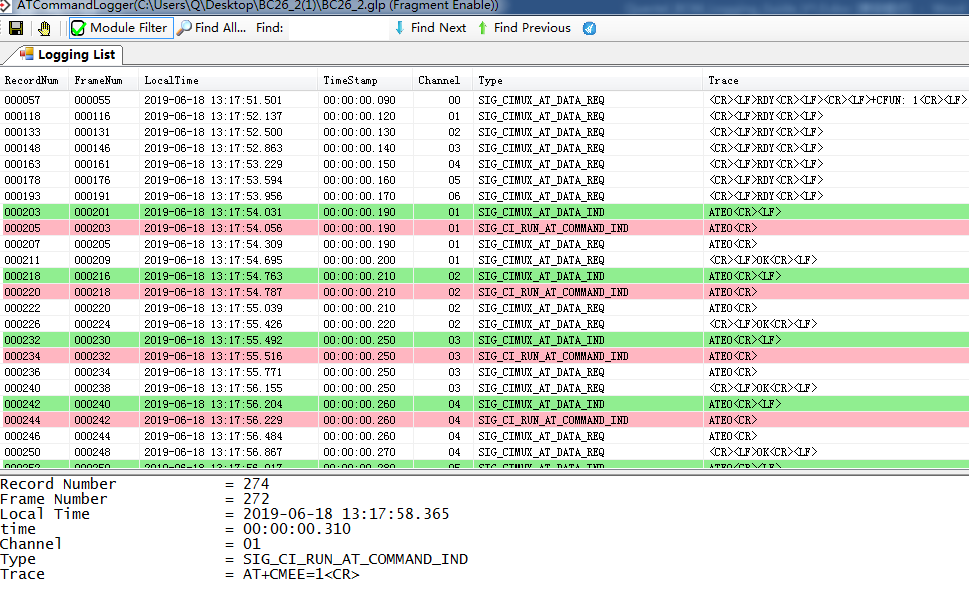 ATCommandLogger(C:\Users\Q\Desktop\BC26_2(1)\BC26_2.glp (Fragment Enable))
Module Filter Find All... Find: Find Next Find Previous
Logging List
RecordNum FrameNum LocalTime TimeStamp Channel Type Trace
000057 000055 2019-06-18 13:17:51.501 00:00:00.090 00 SIG_CIMUX_AT_DATA_REQ <CR><LF>RDY<CR><LF><CR><LF>+CFUN: 1<CR><LF>
000118 000116 2019-06-18 13:17:52.137 00:00:00.120 01 SIG_CIMUX_AT_DATA_REQ <CR><LF>RDY<CR><LF>
000133 000131 2019-06-18 13:17:52.500 00:00:00.130 02 SIG_CIMUX_AT_DATA_REQ <CR><LF>RDY<CR><LF>
000148 000146 2019-06-18 13:17:52.863 00:00:00.140 03 SIG_CIMUX_AT_DATA_REQ <CR><LF>RDY<CR><LF>
000163 000161 2019-06-18 13:17:53.229 00:00:00.150 04 SIG_CIMUX_AT_DATA_REQ <CR><LF>RDY<CR><LF>
000178 000176 2019-06-18 13:17:53.594 00:00:00.160 05 SIG_CIMUX_AT_DATA_REQ <CR><LF>RDY<CR><LF>
000193 000191 2019-06-18 13:17:53.956 00:00:00.170 06 SIG_CIMUX_AT_DATA_REQ <CR><LF>RDY<CR><LF>
000203 000201 2019-06-18 13:17:54.031 00:00:00.190 01 SIG_CIMUX_AT_DATA_IND ATE0<CR><LF>
000205 000203 2019-06-18 13:17:54.056 00:00:00.190 01 SIG_CI_RUN_AT_COMMAND_IND ATE0<CR>
000207 000205 2019-06-18 13:17:54.309 00:00:00.190 01 SIG_CIMUX_AT_DATA_REQ ATE0<CR>
000211 000209 2019-06-18 13:17:54.695 00:00:00.200 01 SIG_CIMUX_AT_DATA_REQ <CR><LF>OK<CR><LF>
000218 000216 2019-06-18 13:17:54.763 00:00:00.210 02 SIG_CIMUX_AT_DATA_IND ATE0<CR><LF>
000220 000218 2019-06-18 13:17:54.787 00:00:00.210 02 SIG_CI_RUN_AT_COMMAND_IND ATE0<CR>
000222 000220 2019-06-18 13:17:55.039 00:00:00.210 02 SIG_CIMUX_AT_DATA_REQ ATE0<CR>
000226 000224 2019-06-18 13:17:55.426 00:00:00.220 02 SIG_CIMUX_AT_DATA_REQ <CR><LF>OK<CR><LF>
000232 000230 2019-06-18 13:17:55.492 00:00:00.250 03 SIG_CIMUX_AT_DATA_IND ATE0<CR><LF>
000234 000232 2019-06-18 13:17:55.516 00:00:00.250 03 SIG_CI_RUN_AT_COMMAND_IND ATE0<CR>
000236 000234 2019-06-18 13:17:55.771 00:00:00.250 03 SIG_CIMUX_AT_DATA_REQ ATE0<CR>
000240 000238 2019-06-18 13:17:56.155 00:00:00.250 03 SIG_CIMUX_AT_DATA_REQ <CR><LF>OK<CR><LF>
000242 000240 2019-06-18 13:17:56.204 00:00:00.260 04 SIG_CIMUX_AT_DATA_IND ATE0<CR><LF>
000244 000242 2019-06-18 13:17:56.229 00:00:00.260 04 SIG_CI_RUN_AT_COMMAND_IND ATE0<CR>
000246 000244 2019-06-18 13:17:56.484 00:00:00.260 04 SIG_CIMUX_AT_DATA_REQ ATE0<CR>
000250 000248 2019-06-18 13:17:56.867 00:00:00.270 04 SIG_CIMUX_AT_DATA_REQ <CR><LF>OK<CR><LF>
000252 000250 2019-06-18 13:17:56.917 00:00:00.280 05 SIG_CIMUX_AT_DATA_IND ATE0<CR><LF>
Record Number = 274
Frame Number = 272
Local Time = 2019-06-18 13:17:58.365
time = 00:00:00.310
Channel = 01
Type = SIG_CI_RUN_AT_COMMAND_IND
Trace = AT+CMEE=1<CR>